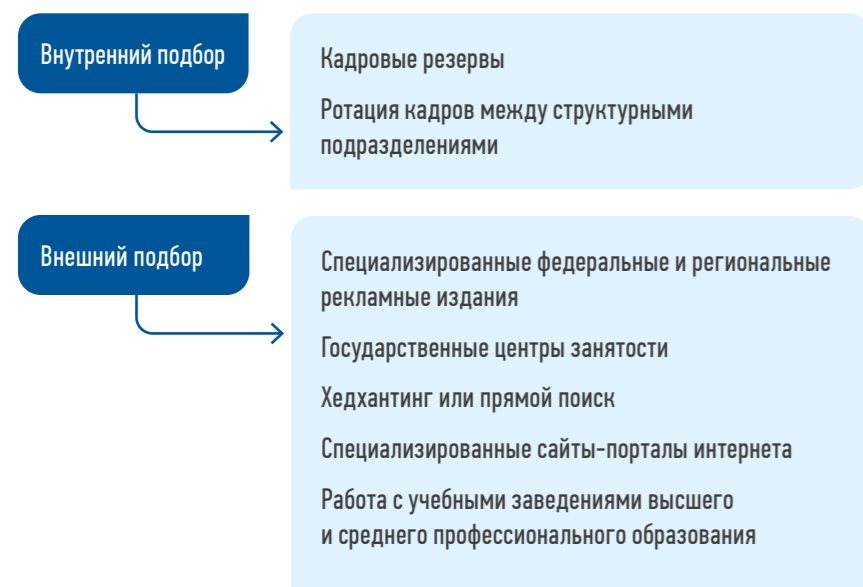 Внутренний подбор
Кадровые резервы
Ротация кадров между структурными
подразделениями
Внешний подбор
Специализированные федеральные и региональные
рекламные издания
Государственные центры занятости
Хедхантинг или прямой поиск
Специализированные сайты-порталы интернета
Работа с учебными заведениями высшего
и среднего профессионального образования